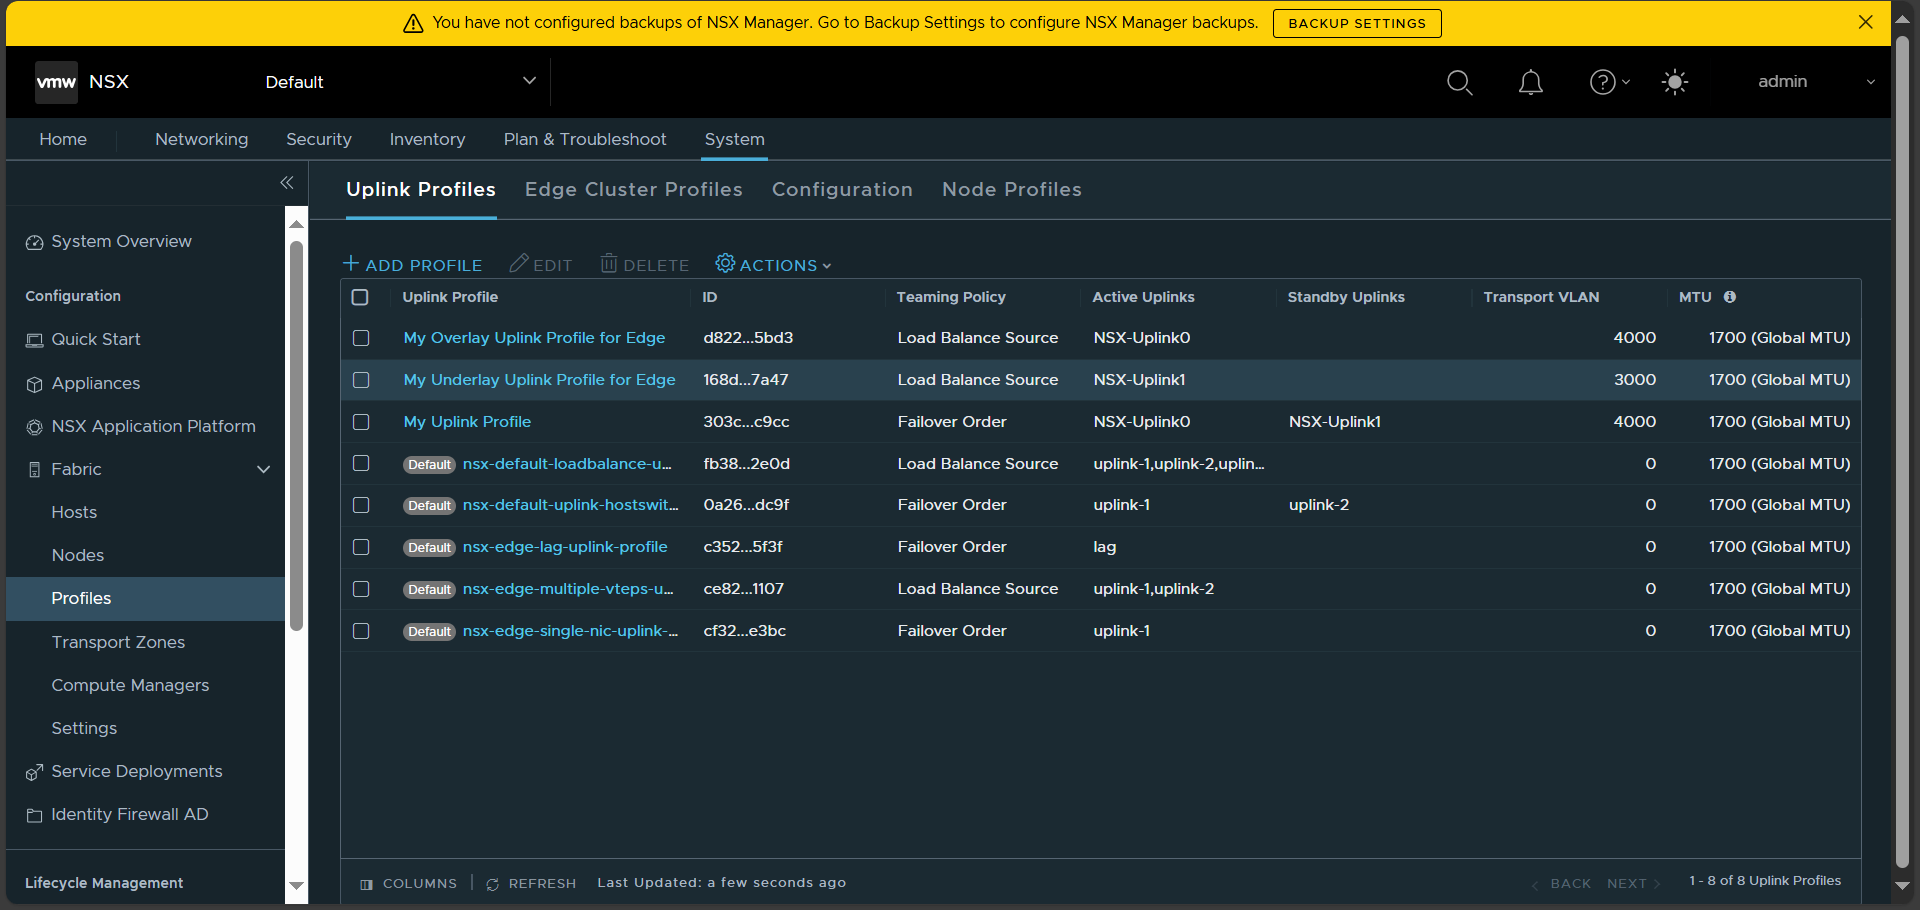 You have not configured backups of NSX Manager. Go to Backup Settings to configure NSX Manager backups. BACKUP SETTINGS
vmw NSX Default admin
Home Networking Security Inventory Plan & Troubleshoot System
Uplink Profiles Edge Cluster Profiles Configuration Node Profiles
System Overview
Configuration
Quick Start
Appliances
NSX Application Platform
Fabric
Hosts
Nodes
Profiles
Transport Zones
Compute Managers
Settings
Service Deployments
Identity Firewall AD
Lifecycle Management
ADD PROFILE EDIT DELETE ACTIONS
Uplink Profile ID Teaming Policy Active Uplinks Standby Uplinks Transport VLAN MTU
My Overlay Uplink Profile for Edge d822...5bd3 Load Balance Source NSX-Uplink0 4000 1700 (Global MTU)
My Underlay Uplink Profile for Edge 168d...7a47 Load Balance Source NSX-Uplink1 3000 1700 (Global MTU)
My Uplink Profile 303c...c9cc Failover Order NSX-Uplink0 NSX-Uplink1 4000 1700 (Global MTU)
Default nsx-default-loadbalance-u... fb38...2e0d Load Balance Source uplink-1,uplink-2,uplin... 0 1700 (Global MTU)
Default nsx-default-uplink-hostswit... 0a26...dc9f Failover Order uplink-1 uplink-2 0 1700 (Global MTU)
Default nsx-edge-lag-uplink-profile c352...5f3f Failover Order lag 0 1700 (Global MTU)
Default nsx-edge-multiple-vteps-u... ce82...1107 Load Balance Source uplink-1,uplink-2 0 1700 (Global MTU)
Default nsx-edge-single-nic-uplink-... cf32...e3bc Failover Order uplink-1 0 1700 (Global MTU)
COLUMNS REFRESH Last Updated: a few seconds ago BACK NEXT 1 - 8 of 8 Uplink Profiles